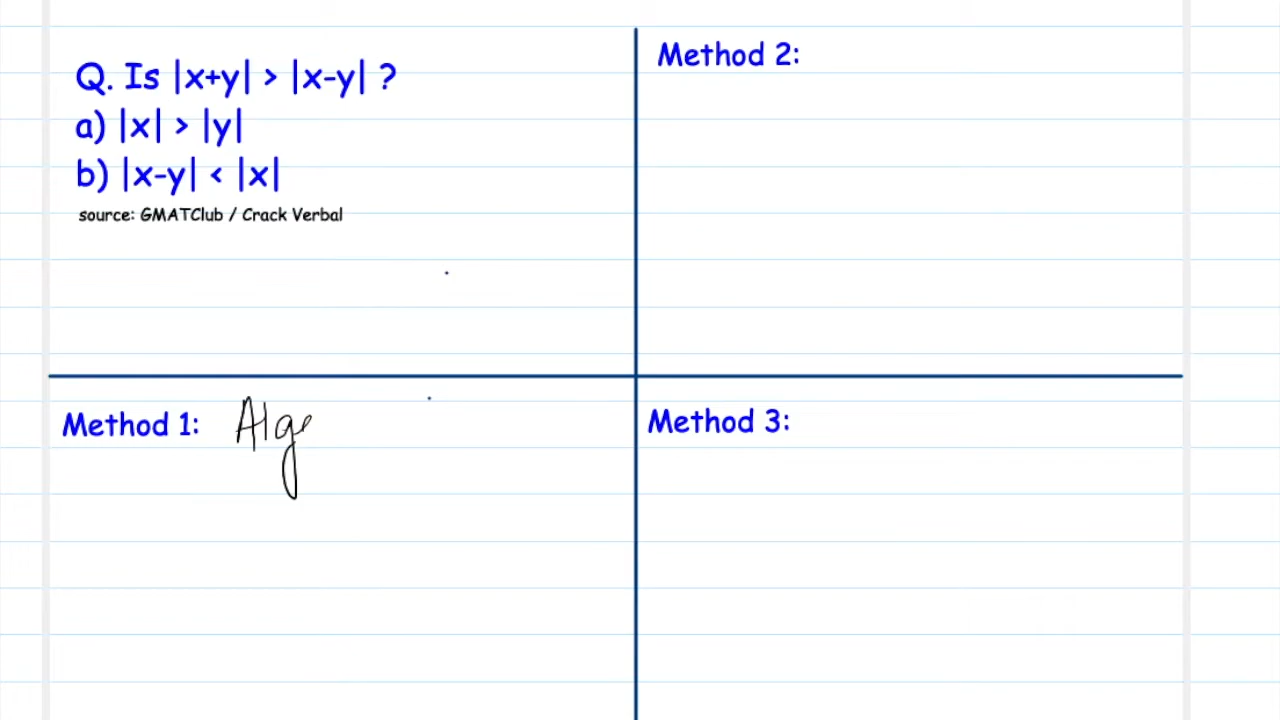 Q. Is |x+y| > |x-y| ?
a) |x| > |y|
b) |x-y| < |x|
source: GMATClub / Crack Verbal
Method 2:
Method 1: Alge
Method 3: